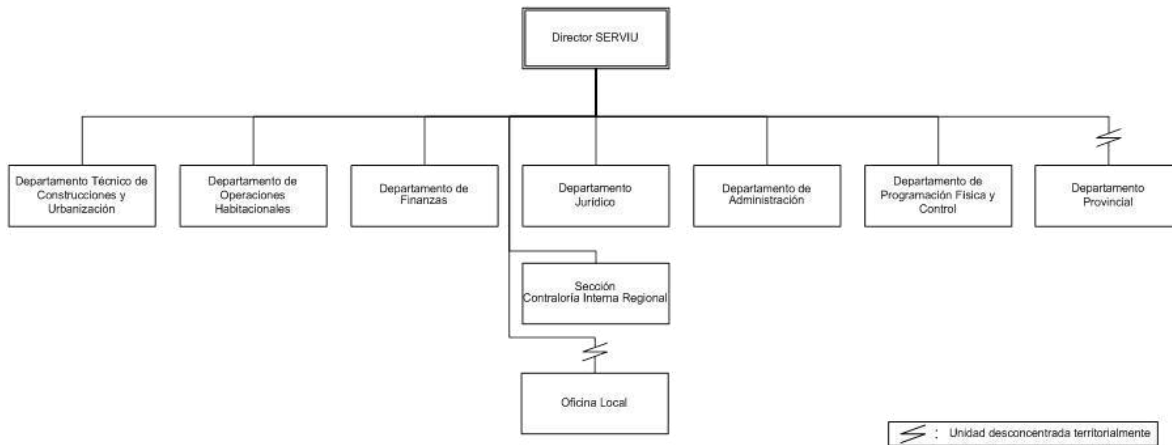 Director SERVIU
Departamento Técnico de
Construcciones y
Urbanización
Departamento de
Operaciones
Habitacionales
Departamento de
Finanzas
Departamento
Jurídico
Departamento de
Administración
Departamento de
Programación Física y
Control
Departamento
Provincial
Sección
Contraloría Interna Regional
Oficina Local
: Unidad desconcentrada territorialmente